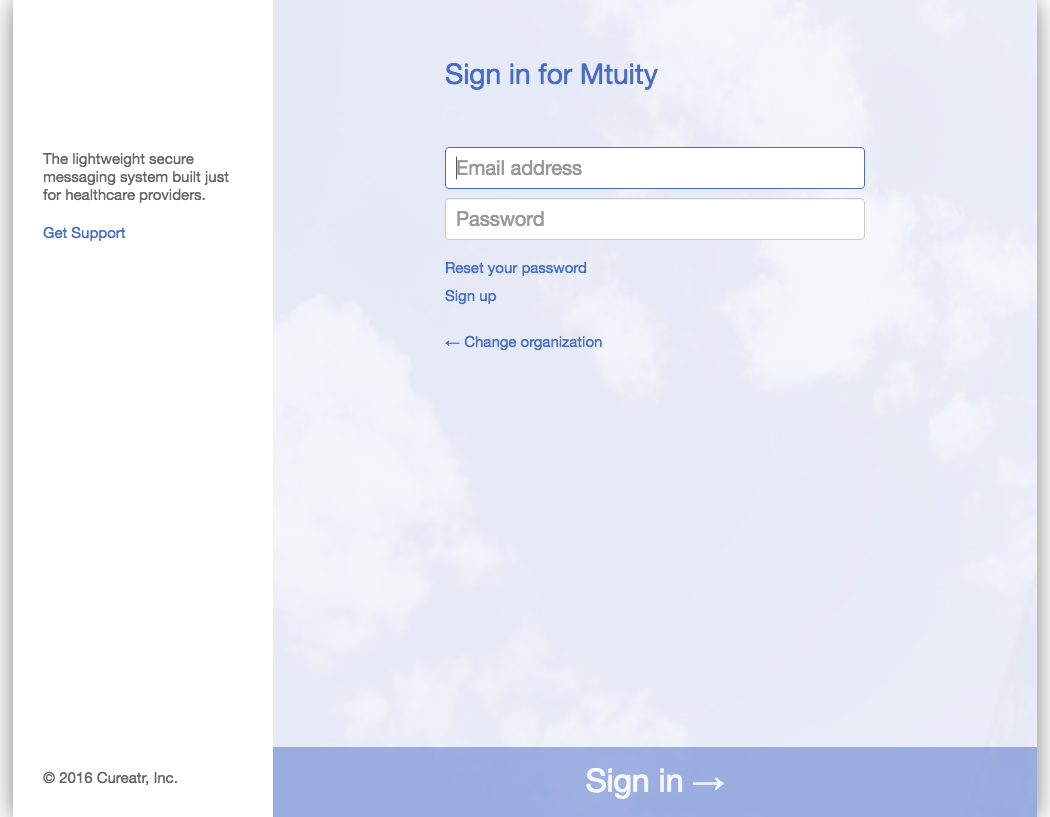 The lightweight secure
messaging system built just
for healthcare providers.
Get Support
© 2016 Cureatr, Inc.
Sign in for Mtuity
Email address
Password
Reset your password
Sign up
← Change organization
Sign in →